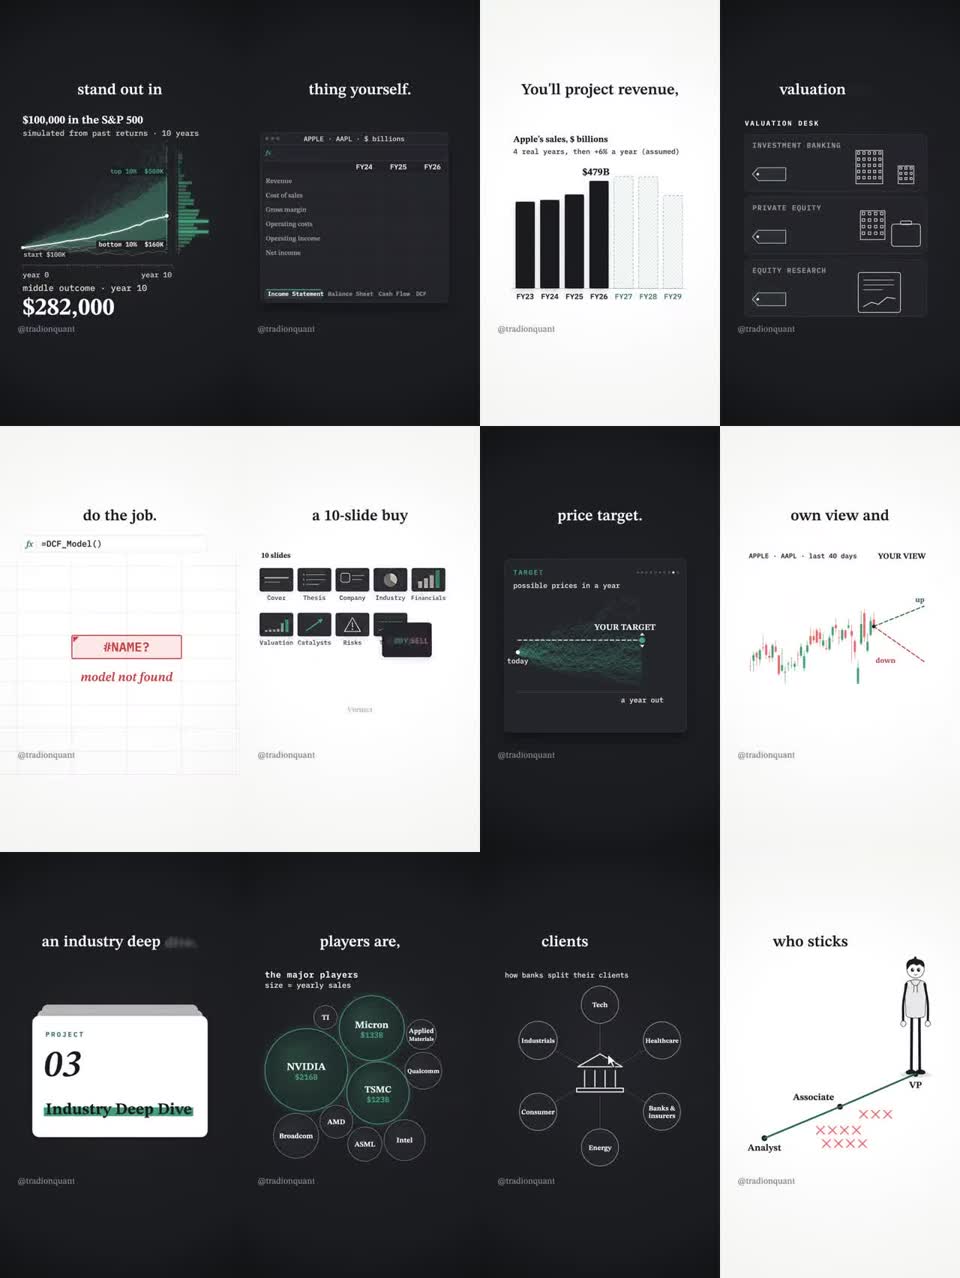 stand out in
$100,000 in the S&P 500
simulated from past returns · 10 years
top 10% $560K
bottom 10% $160K
start $100K
year 0
year 10
middle outcome · year 10
$282,000
@tradionquant
thing yourself.
APPLE · AAPL · $ billions
fx
FY24 FY25 FY26
Revenue
Cost of sales
Gross margin
Operating costs
Operating income
Net income
Income Statement Balance Sheet Cash Flow DCF
@tradionquant
You'll project revenue,
Apple's sales, $ billions
4 real years, then +6% a year (assumed)
$479B
FY23 FY24 FY25 FY26 FY27 FY28 FY29
@tradionquant
valuation
VALUATION DESK
INVESTMENT BANKING
PRIVATE EQUITY
EQUITY RESEARCH
@tradionquant
do the job.
fx =DCF_Model()
#NAME?
model not found
@tradionquant
a 10-slide buy
10 slides
Cover Thesis Company Industry Financials
Valuation Catalysts Risks
@tradionquant
price target.
TARGET
possible prices in a year
YOUR TARGET
today
a year out
@tradionquant
own view and
APPLE · AAPL · last 40 days YOUR VIEW
up
down
@tradionquant
an industry deep dive.
PROJECT
03
Industry Deep Dive
@tradionquant
players are,
the major players
size = yearly sales
TI
Micron
$133B
Applied
Materials
NVIDIA
$216B
Qualcomm
TSMC
$123B
AMD
Broadcom
ASML
Intel
@tradionquant
clients
how banks split their clients
Tech
Industrials
Healthcare
Consumer
Banks &
insurers
Energy
@tradionquant
who sticks
VP
Associate
Analyst
@tradionquant